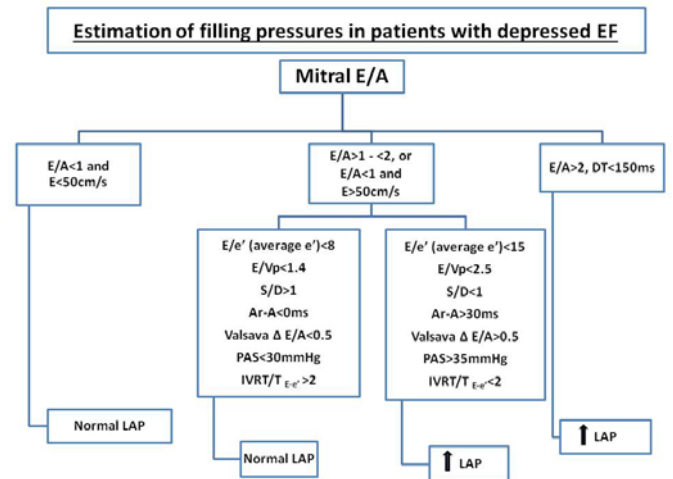 Estimation of filling pressures in patients with depressed EF
Mitral E/A
E/A<1 and
E<50cm/s
E/A>1 - <2, or
E/A<1 and
E>50cm/s
E/A>2, DT<150ms
E/e’ (average e’)<8
E/Vp<1.4
S/D>1
Ar-A<0ms
Valsava Δ E/A<0.5
PAS<30mmHg
IVRT/T E-e’ >2
E/e’ (average e’)<15
E/Vp<2.5
S/D<1
Ar-A>30ms
Valsava Δ E/A>0.5
PAS>35mmHg
IVRT/T E-e’ <2
Normal LAP
Normal LAP
⬆ LAP
⬆ LAP